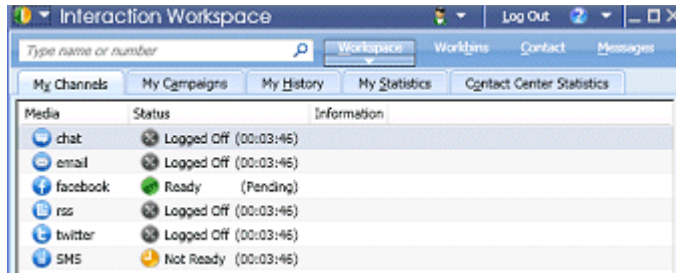 Interaction Workspace Log Out
Type name or number Workspace Workbins Contact Messages
My Channels My Campaigns My History My Statistics Contact Center Statistics
Media Status Information
chat Logged Off (00:03:46)
email Logged Off (00:03:46)
facebook Ready (Pending)
rss Logged Off (00:03:46)
twitter Logged Off (00:03:46)
SMS Not Ready (00:03:46)